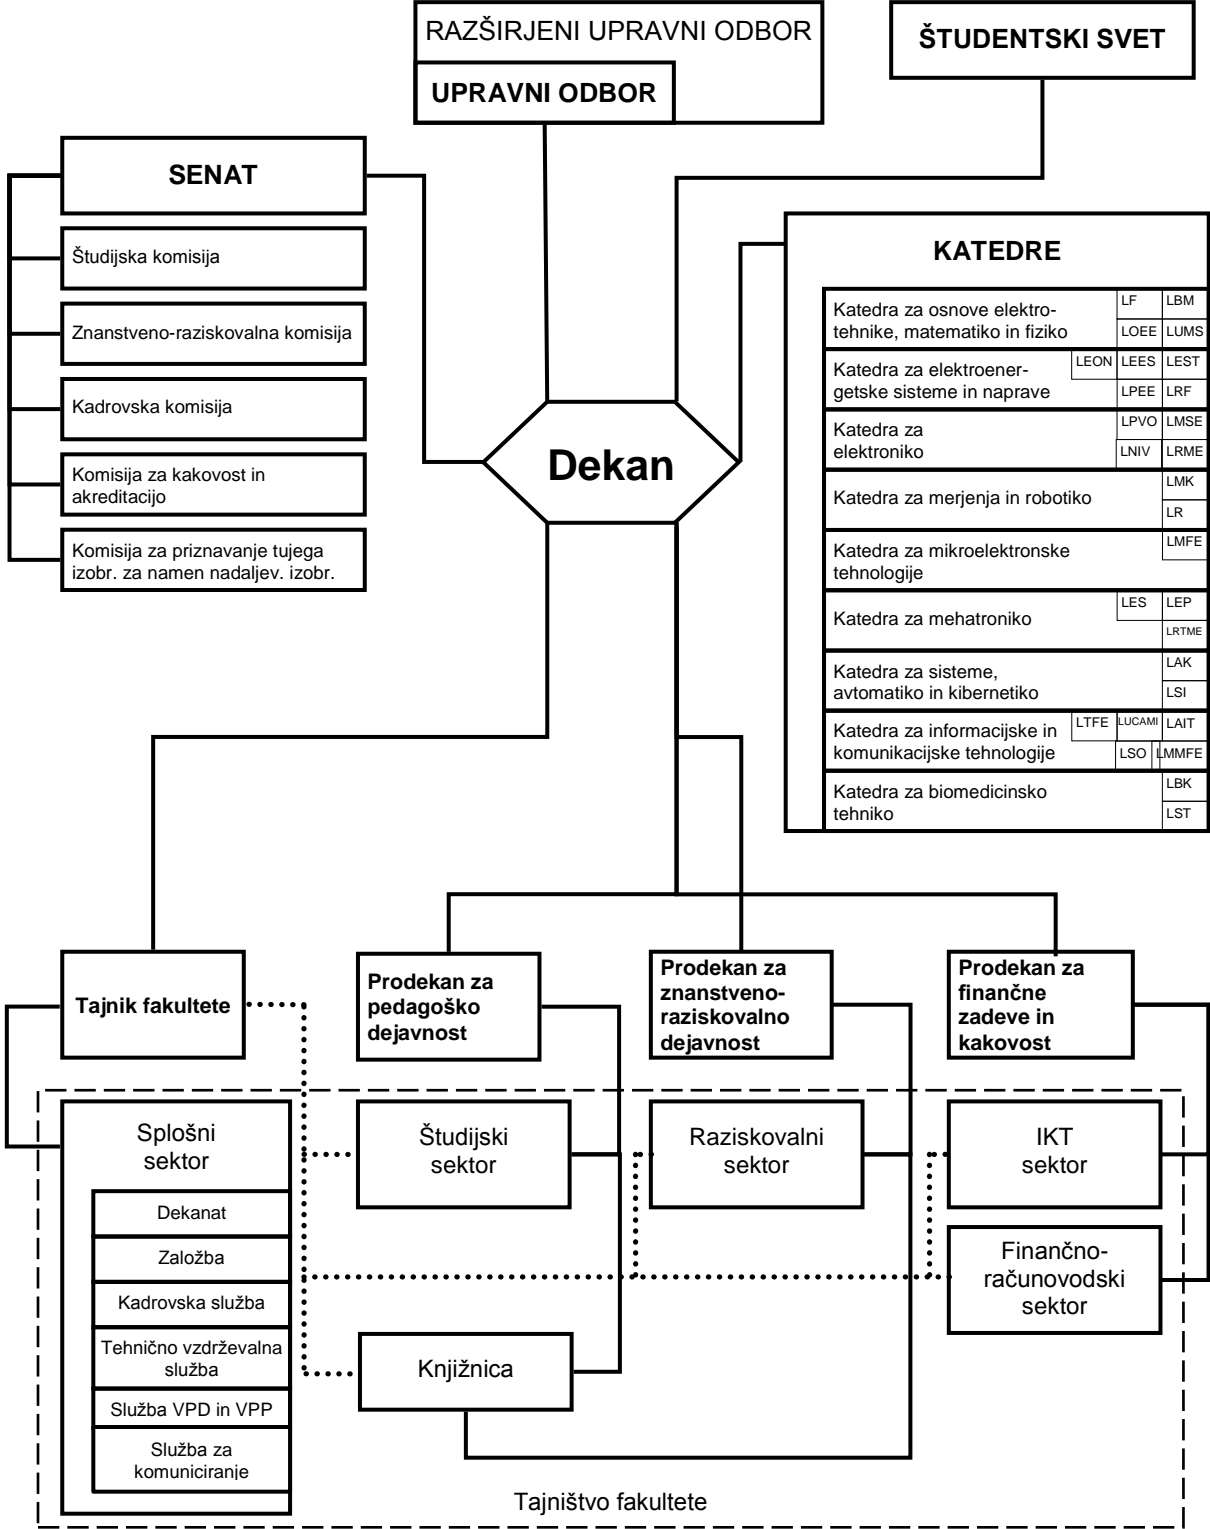 RAZŠIRJENI UPRAVNI ODBOR
UPRAVNI ODBOR
ŠTUDENTSKI SVET
SENAT
Študijska komisija
Znanstveno-raziskovalna komisija
Kadrovska komisija
Komisija za kakovost in
akreditacijo
Komisija za priznavanje tujega
izobr. za namen nadaljev. izobr.
Dekan
KATEDRE
Katedra za osnove elektro-
tehnike, matematiko in fiziko
LF LBM
LOEE LUMS
Katedra za elektroener-
getske sisteme in naprave
LEON LEES LEST
LPEE LRF
Katedra za
elektroniko
LPVO LMSE
LNIV LRME
Katedra za merjenja in robotiko
LMK
LR
Katedra za mikroelektronske
tehnologije
LMFE
Katedra za mehatroniko
LES LEP
LRTME
Katedra za sisteme,
avtomatiko in kibernetiko
LAK
LSI
Katedra za informacijske in
komunikacijske tehnologije
LTFE LUCAMI LAIT
LSO LMMFE
Katedra za biomedicinsko
tehniko
LBK
LST
Tajnik fakultete
Prodekan za
pedagoško
dejavnost
Prodekan za
znanstveno-
raziskovalno
dejavnost
Prodekan za
finančne
zadeve in
kakovost
Splošni
sektor
Dekanat
Založba
Kadrovska služba
Tehnično vzdrževalna
služba
Služba VPD in VPP
Služba za
komuniciranje
Študijski
sektor
Raziskovalni
sektor
IKT
sektor
Finančno-
računovodski
sektor
Knjižnica
Tajništvo fakultete